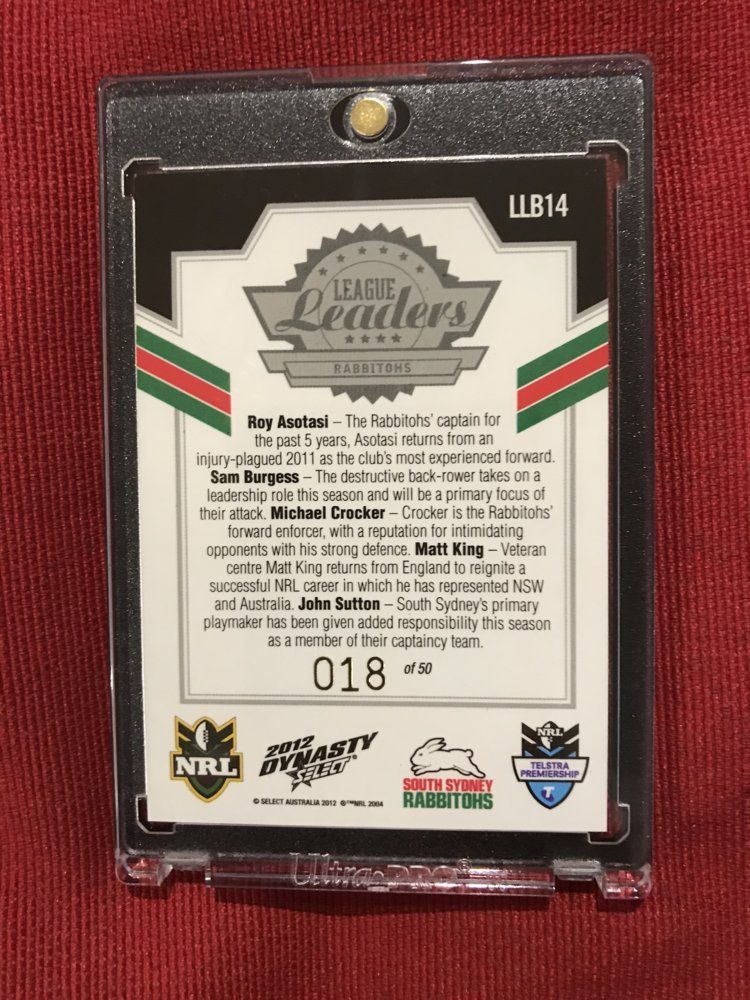 LLB14
LEAGUE
Leaders
RABBITOHS
Roy Asotasi – The Rabbitohs' captain for
the past 5 years, Asotasi returns from an
injury-plagued 2011 as the club's most experienced forward.
Sam Burgess – The destructive back-rower takes on a
leadership role this season and will be a primary focus of
their attack. Michael Crocker – Crocker is the Rabbitohs'
forward enforcer, with a reputation for intimidating
opponents with his strong defence. Matt King – Veteran
centre Matt King returns from England to reignite a
successful NRL career in which he has represented NSW
and Australia. John Sutton – South Sydney's primary
playmaker has been given added responsibility this season
as a member of their captaincy team.
018 of 50
NRL
2012
DYNASTY
SELECT®
SOUTH SYDNEY
RABBITOHS
NRL
TELSTRA
PREMIERSHIP
T
© SELECT AUSTRALIA 2012 ®™NRL 2004
Ultra•PRO®